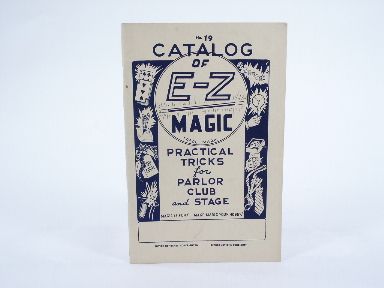 No. 19
CATALOG
OF
E-Z
MAGIC
PRACTICAL
TRICKS
for
PARLOR
CLUB
and STAGE